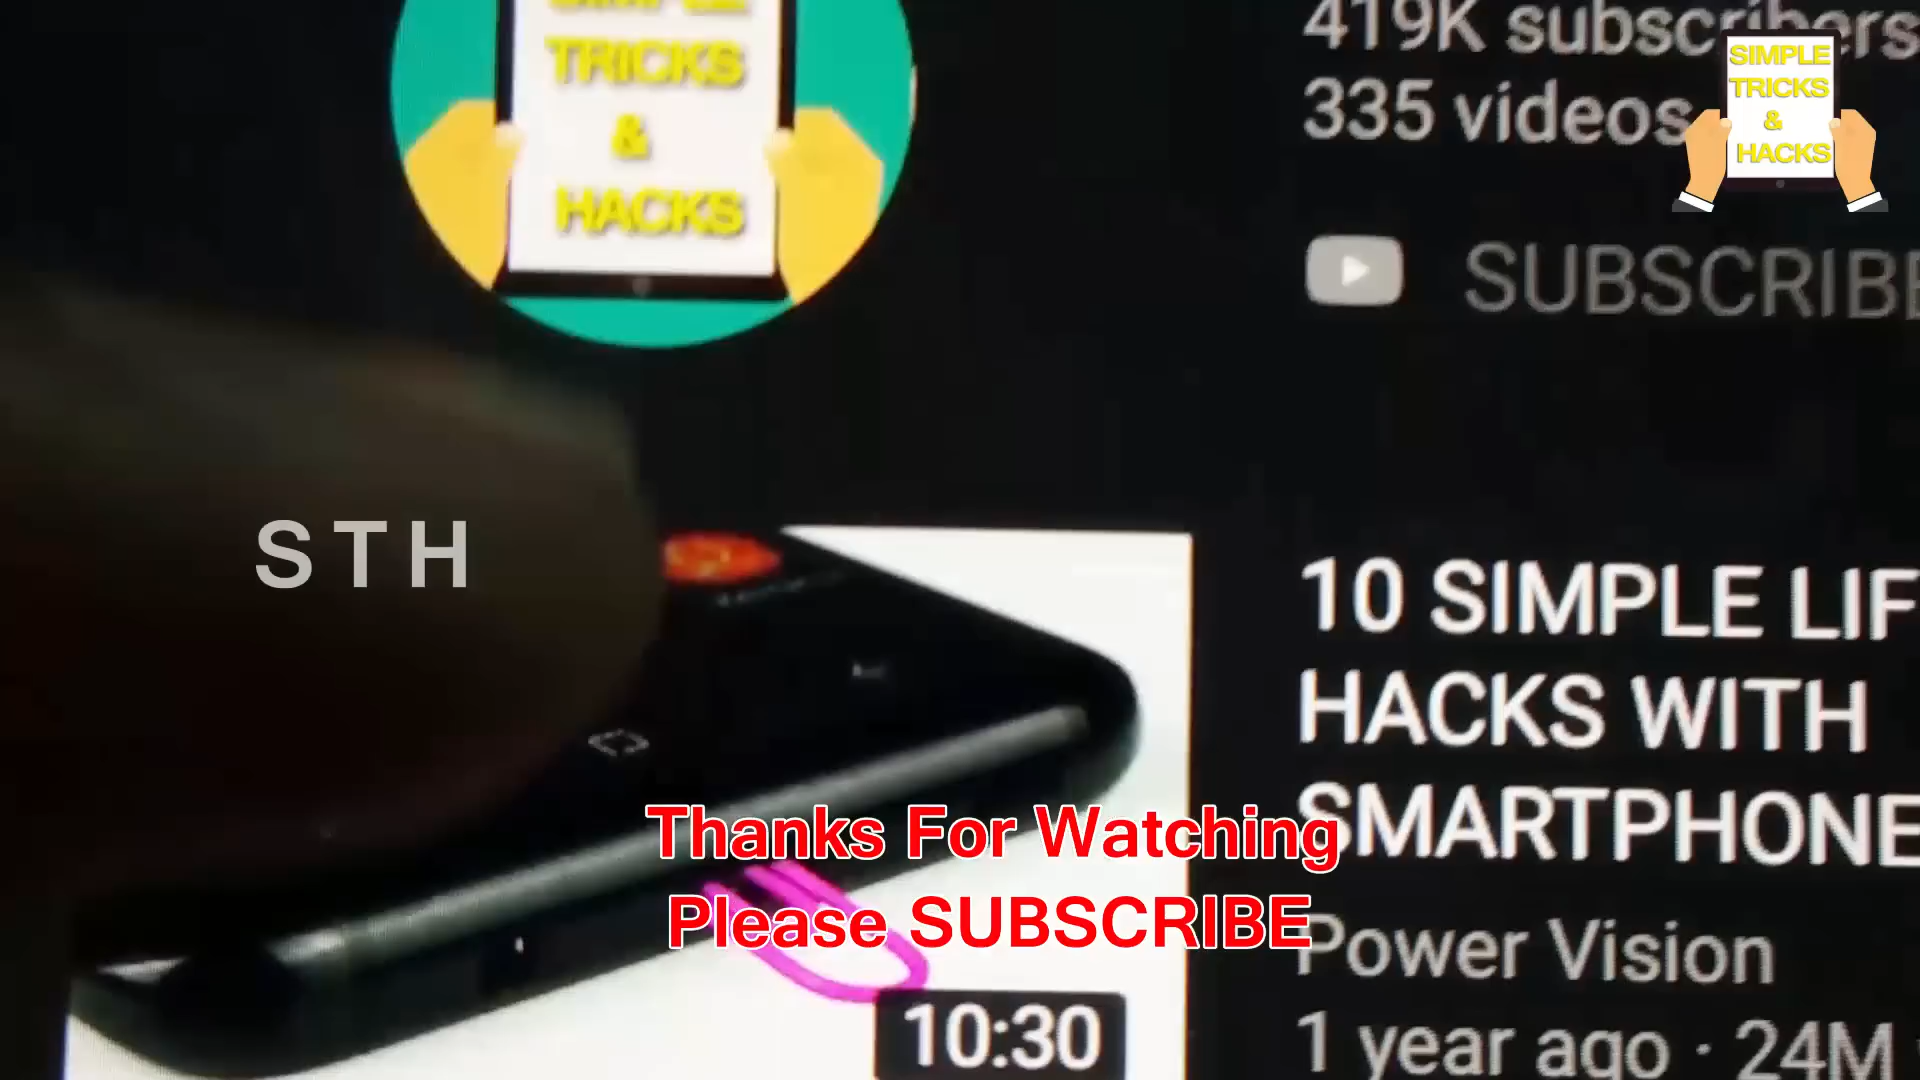 SIMPLE
TRICKS
&
HACKS
419K subscribers
335 videos
SUBSCRIBE
SIMPLE
TRICKS
&
HACKS
STH
10 SIMPLE LIF
HACKS WITH
SMARTPHONE
Power Vision
1 year ago · 24M
10:30
Thanks For Watching
Please SUBSCRIBE